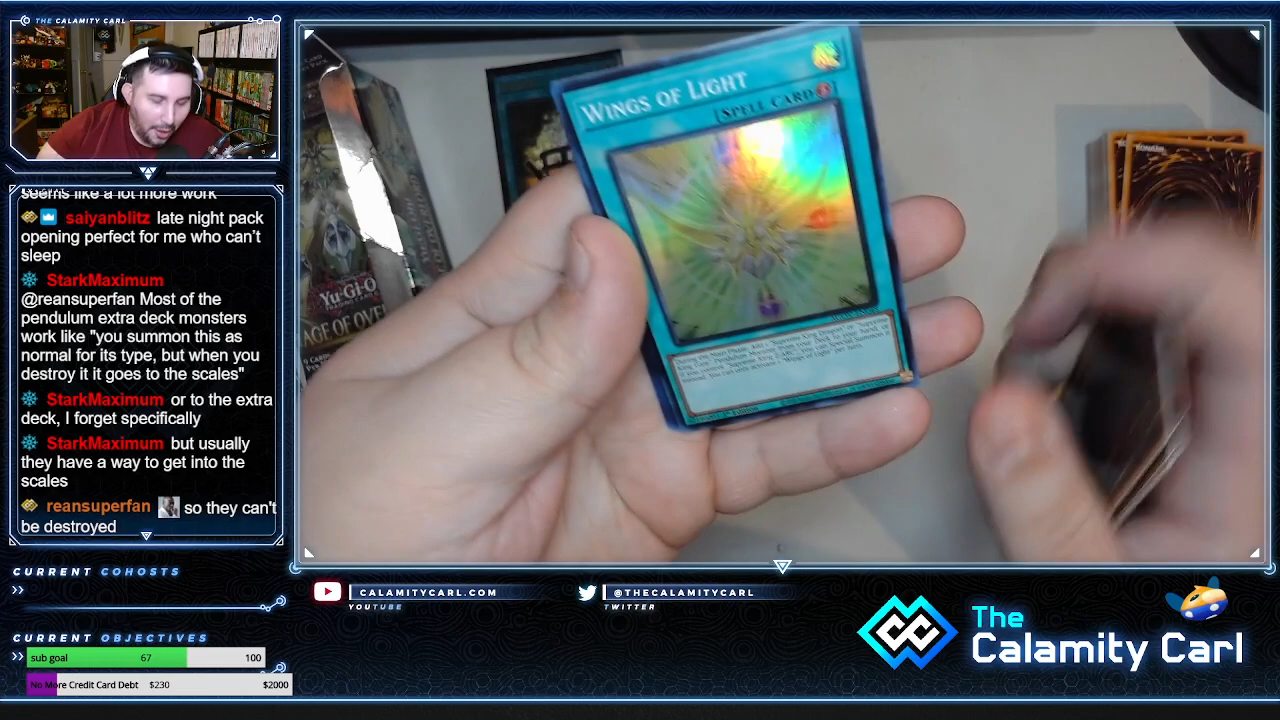 THE CALAMITY CARL
seems like a lot more work
saiyanblitz late night pack
opening perfect for me who can't
sleep
StarkMaximum
@reansuperfan Most of the
pendulum extra deck monsters
work like "you summon this as
normal for its type, but when you
destroy it it goes to the scales"
StarkMaximum or to the extra
deck, I forget specifically
StarkMaximum but usually
they have a way to get into the
scales
reansuperfan so they can't
be destroyed
CURRENT COHOSTS
CURRENT OBJECTIVES
sub goal 67 100
No More Credit Card Debt $230 $2000
WINGS OF LIGHT
[SPELL CARD
Yu-Gi-O
AGE OF OVE
KONAMI
CALAMITYCARL.COM
YOUTUBE
@THECALAMITYCARL
TWITTER
The
Calamity Carl